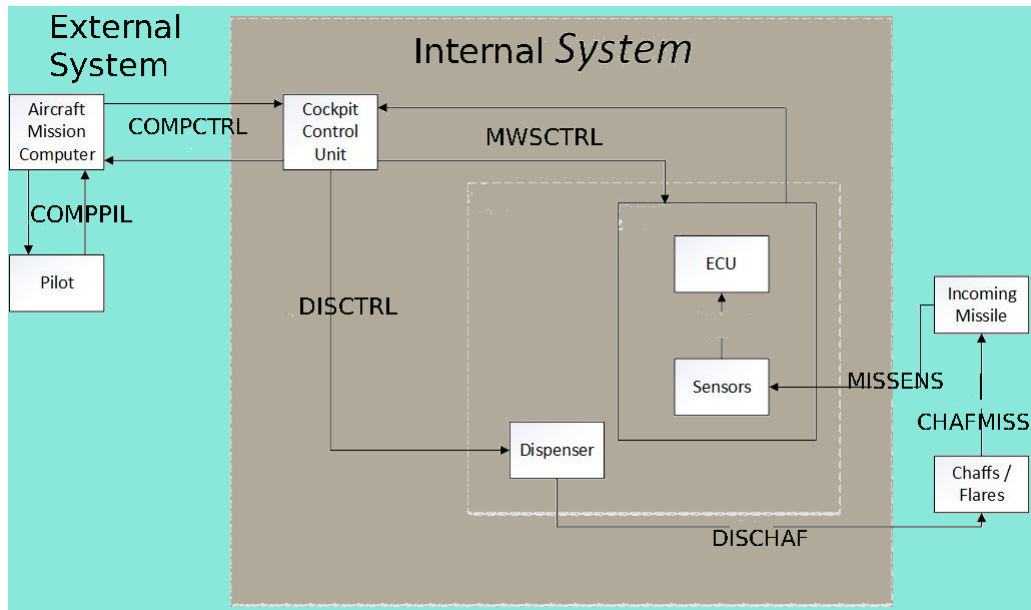 External
System
Internal System
Aircraft
Mission
Computer
COMPCTRL
Cockpit
Control
Unit
MWSCTRL
COMPPIL
Pilot
ECU
DISCTRL
Incoming
Missile
Sensors
MISSENS
CHAFMISS
Dispenser
Chaffs /
Flares
DISCHAF